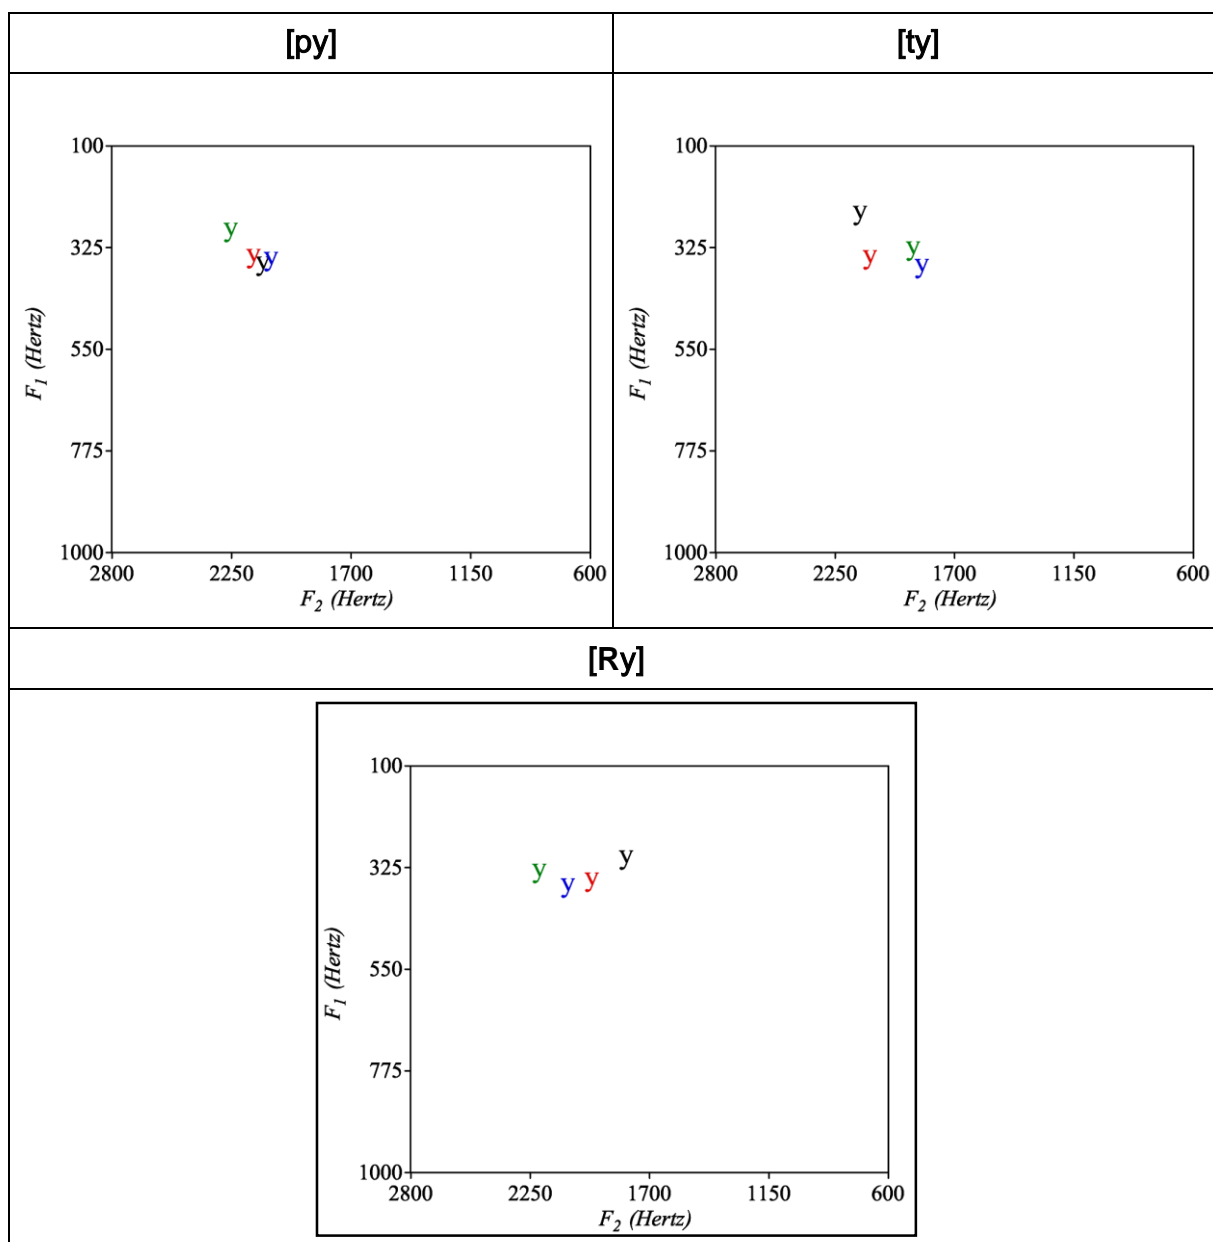 [py] [ty]
100 100
y y
y y y 325 325 y y y
F1 (Hertz) F1 (Hertz)
550 550
775 775
1000 1000
2800 2250 1700 1150 600 2800 2250 1700 1150 600
F2 (Hertz) F2 (Hertz)
[Ry]
100
y
325 y y y
F1 (Hertz)
550
775
1000
2800 2250 1700 1150 600
F2 (Hertz)